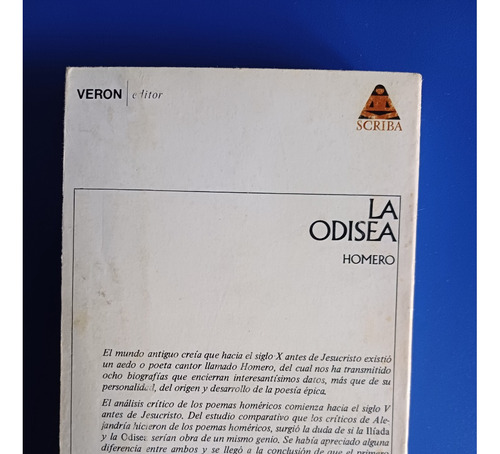 VERON editor
SCRIBA
LA
ODISEA
HOMERO
El mundo antiguo creía que hacia el siglo X antes de Jesucristo existió
un aedo o poeta cantor llamado Homero, del cual nos ha transmitido
ocho biografías que encierran interesantísimos datos, más que de su
personalidad, del origen y desarrollo de la poesía épica.
El análisis crítico de los poemas homéricos comienza hacia el siglo V
antes de Jesucristo. Del estudio comparativo que los críticos de Ale-
jandría hicieron de los poemas homéricos, surgió la duda de si la Ilíada
y la Odisea serían obra de un mismo genio. Se había apreciado alguna
diferencia entre ambos y se llegó a la conclusión de que el primero